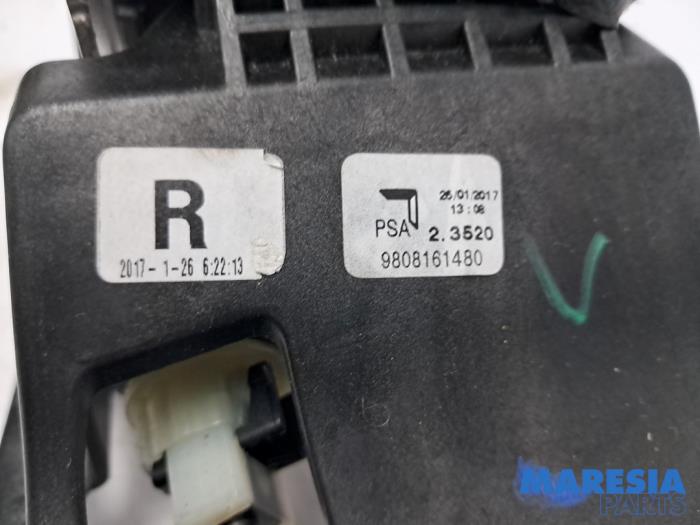 R
2017- 1-26 6:22:13
26/01/2017
13:08
PSA 2.3520
9808161480
V
MARESIA
PARTS